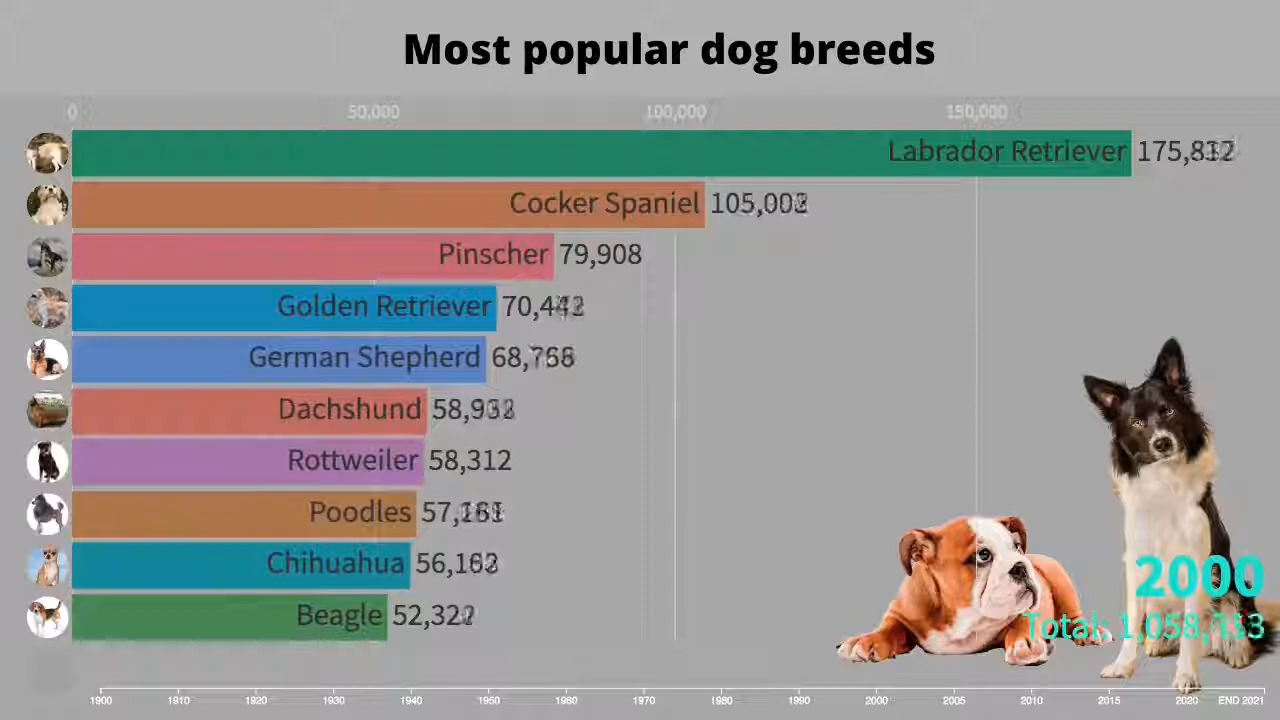 Most popular dog breeds
0 50,000 100,000 150,000
Labrador Retriever
Cocker Spaniel
Pinscher 79,908
Golden Retriever
German Shepherd
Dachshund
Rottweiler 58,312
Poodles
Chihuahua
Beagle
2000
Total:
1900 1910 1920 1930 1940 1950 1960 1970 1980 1990 2000 2005 2010 2015 2020 END 2021